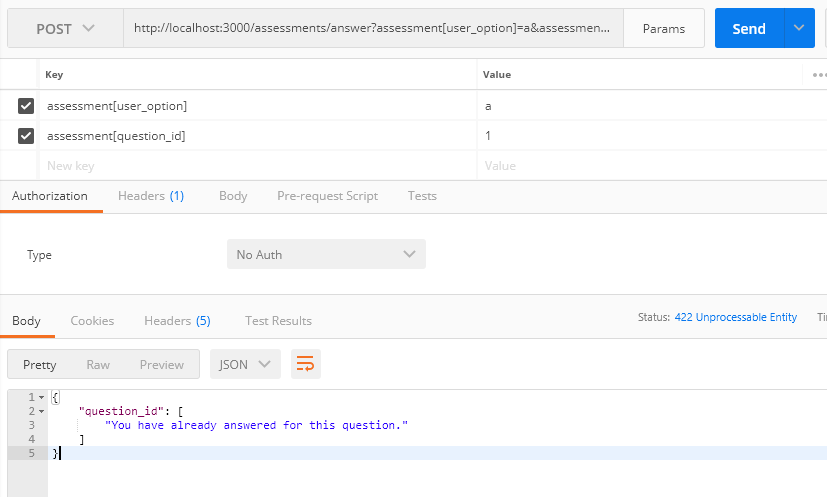 POST http://localhost:3000/assessments/answer?assessment[user_option]=a&assessmen... Params Send
Key Value
assessment[user_option] a
assessment[question_id] 1
New key Value
Authorization Headers (1) Body Pre-request Script Tests
Type No Auth
Body Cookies Headers (5) Test Results Status: 422 Unprocessable Entity
Pretty Raw Preview JSON
1 {
2 "question_id": [
3 "You have already answered for this question."
4 ]
5 }